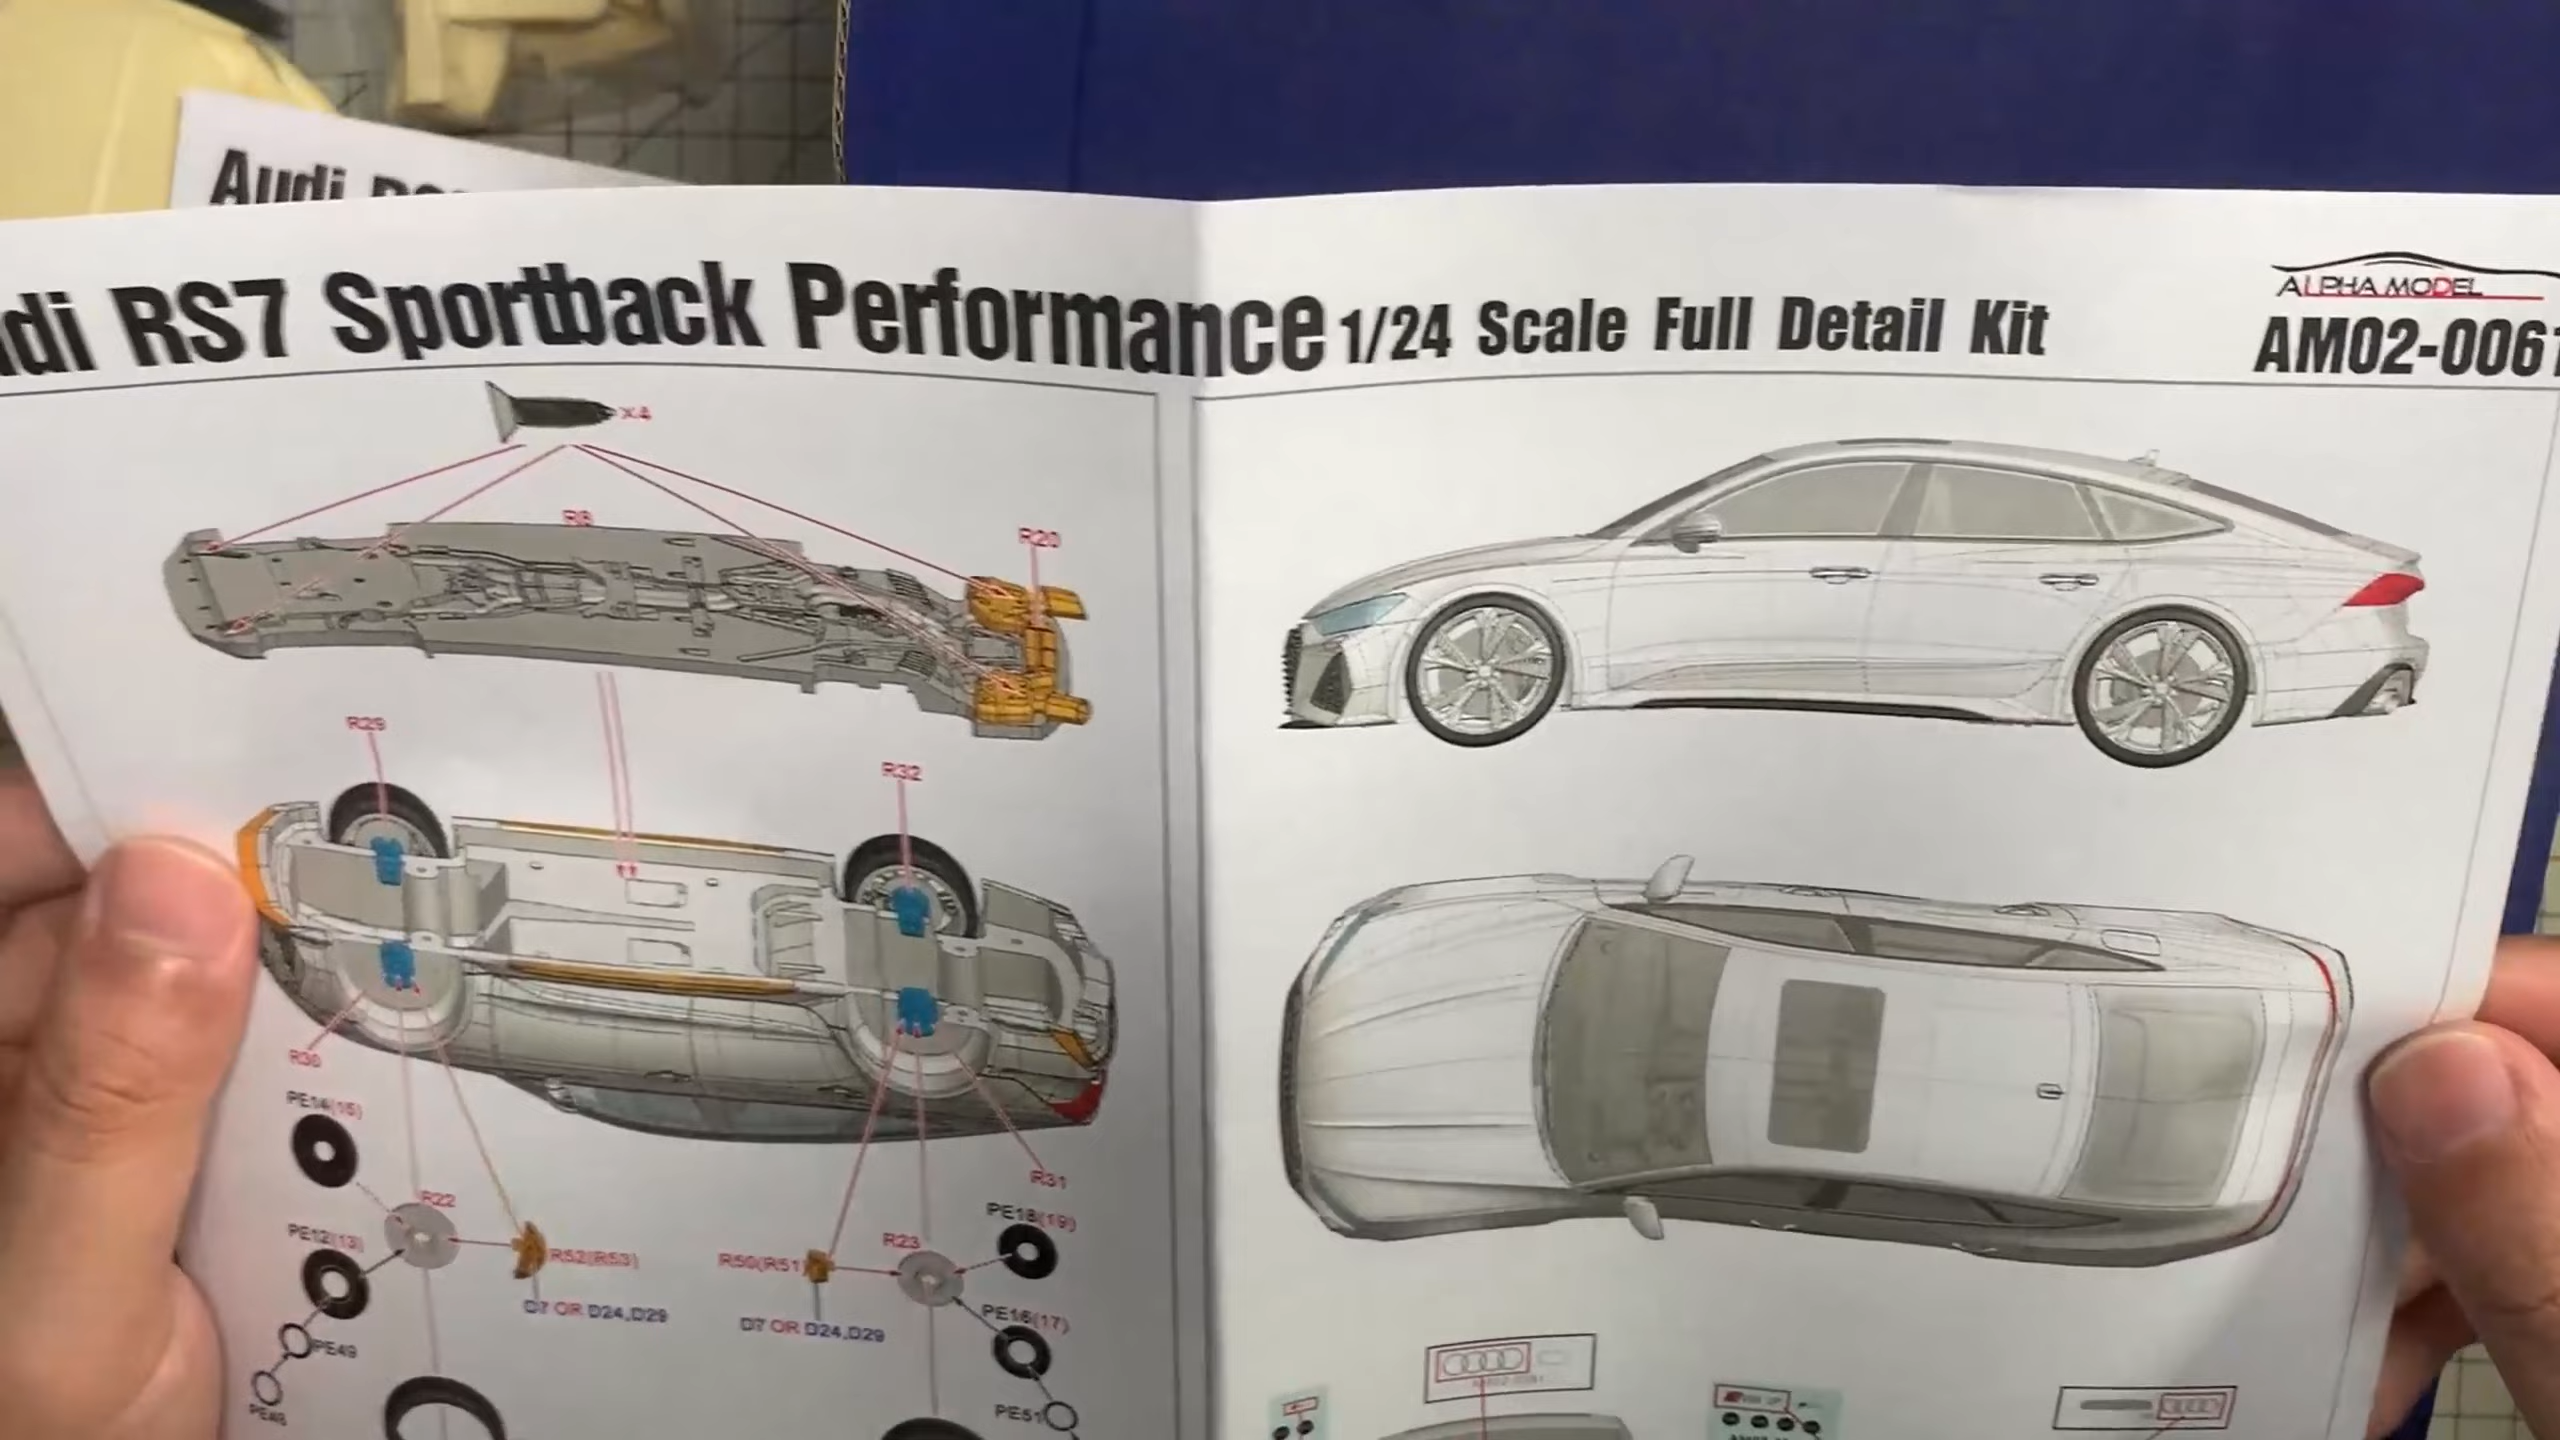 Audi
di RS7 Sportback Performance 1/24 Scale Full Detail Kit
ALPHA MODEL
AM02-0061
×4
R8
R20
R29
R32
R30
R31
PE14(15)
R22
PE18(19)
PE12(13)
R52(R53)
R50(R51)
R23
D7 OR D24,D29
D7 OR D24,D29
PE16(17)
PE49
PE48
PE51